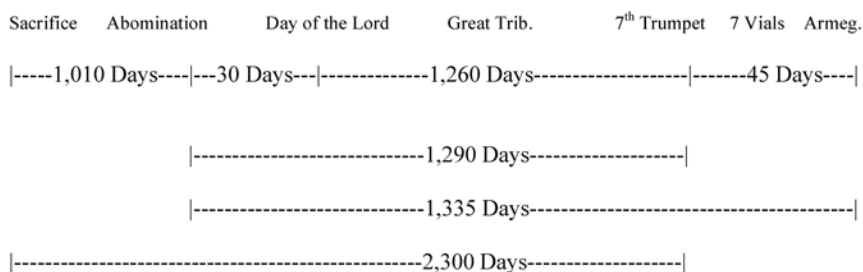 Sacrifice Abomination Day of the Lord Great Trib. 7th Trumpet 7 Vials Armeg.
|-----1,010 Days----|---30 Days---|--------------1,260 Days--------------------|-------45 Days----|
|-----------------------------1,290 Days--------------------|
|-----------------------------1,335 Days------------------------------------------|
|---------------------------------------------------2,300 Days--------------------|